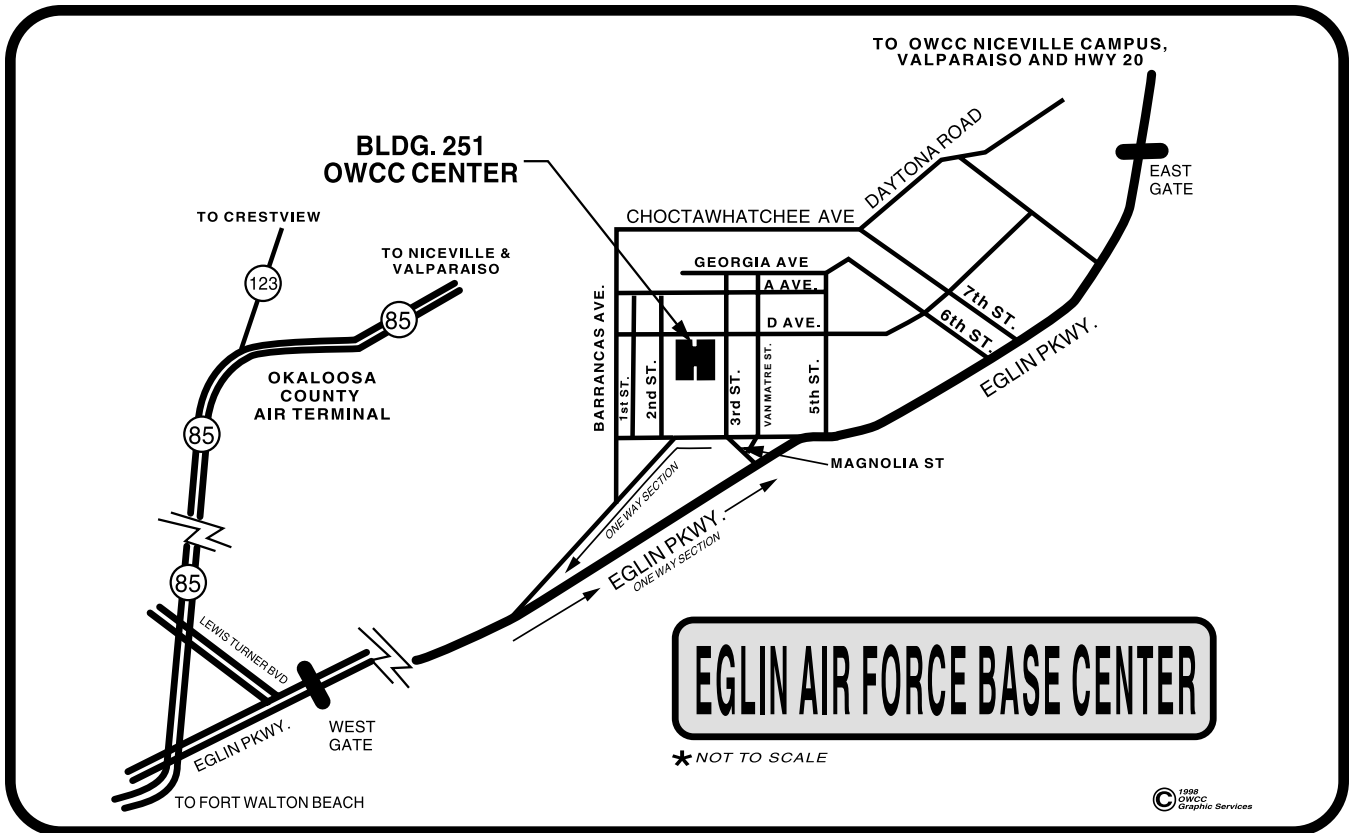 TO OWCC NICEVILLE CAMPUS,
VALPARAISO AND HWY 20
BLDG. 251
OWCC CENTER
DAYTONA ROAD
EAST
GATE
TO CRESTVIEW
CHOCTAWHATCHEE AVE
TO NICEVILLE &
VALPARAISO
GEORGIA AVE
123
A AVE.
85
D AVE.
7th ST.
6th ST.
EGLIN PKWY.
BARRANCAS AVE.
1st ST.
2nd ST.
3rd ST.
VAN MATRE ST.
5th ST.
OKALOOSA
COUNTY
AIR TERMINAL
85
MAGNOLIA ST
ONE WAY SECTION
EGLIN PKWY.
ONE WAY SECTION
85
LEWIS TURNER BVD
EGLIN PKWY.
WEST
GATE
TO FORT WALTON BEACH
EGLIN AIR FORCE BASE CENTER
* NOT TO SCALE
© 1998
OWCC
Graphic Services